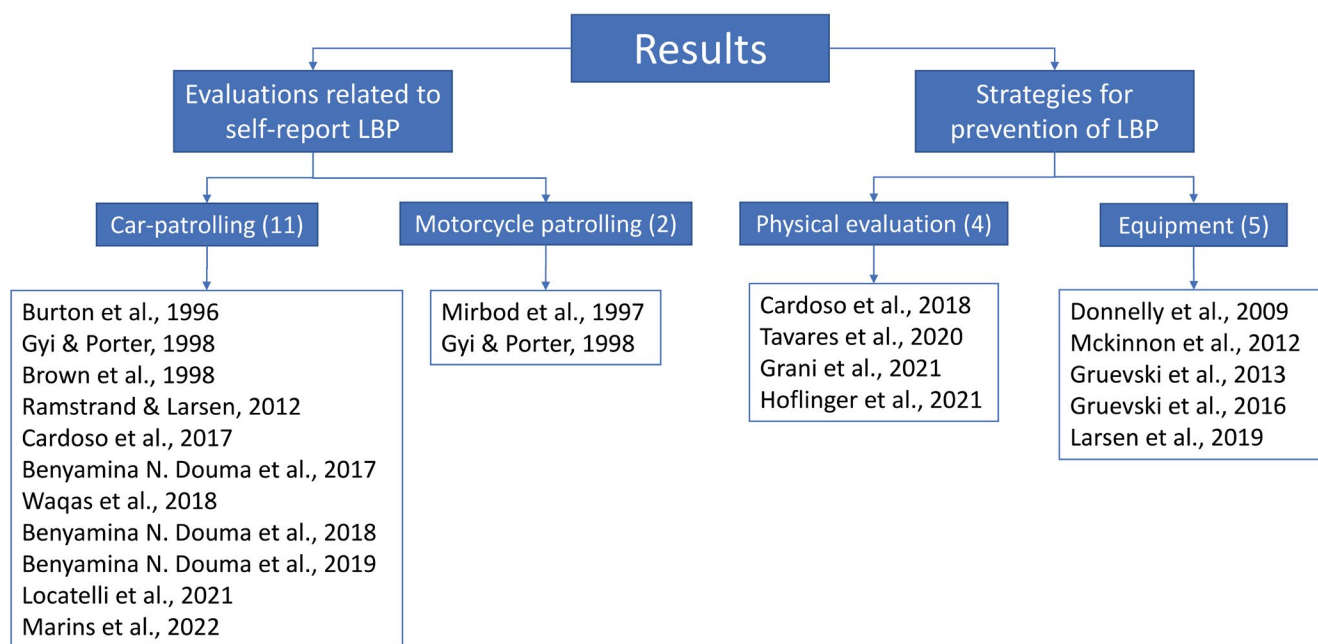 Results
Evaluations related to
self-report LBP
Strategies for
prevention of LBP
Car-patrolling (11)
Motorcycle patrolling (2)
Physical evaluation (4)
Equipment (5)
Burton et al., 1996
Gyi & Porter, 1998
Brown et al., 1998
Ramstrand & Larsen, 2012
Cardoso et al., 2017
Benyamina N. Douma et al., 2017
Waqas et al., 2018
Benyamina N. Douma et al., 2018
Benyamina N. Douma et al., 2019
Locatelli et al., 2021
Marins et al., 2022
Mirbod et al., 1997
Gyi & Porter, 1998
Cardoso et al., 2018
Tavares et al., 2020
Grani et al., 2021
Hoflinger et al., 2021
Donnelly et al., 2009
Mckinnon et al., 2012
Gruevski et al., 2013
Gruevski et al., 2016
Larsen et al., 2019